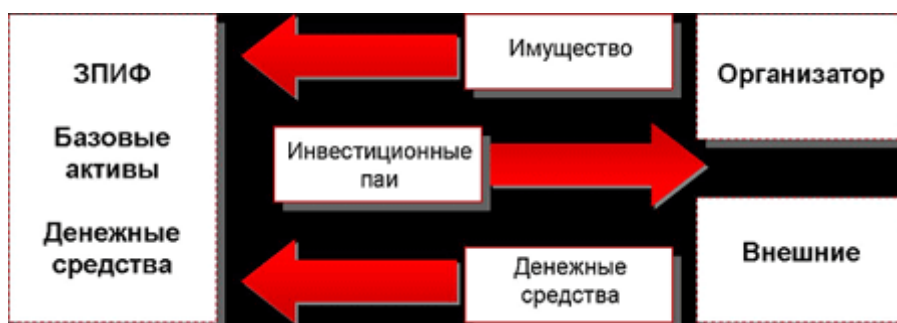 ЗПИФ
Базовые
активы
Денежные
средства
Имущество
Инвестиционные
паи
Денежные
средства
Организатор
Внешние